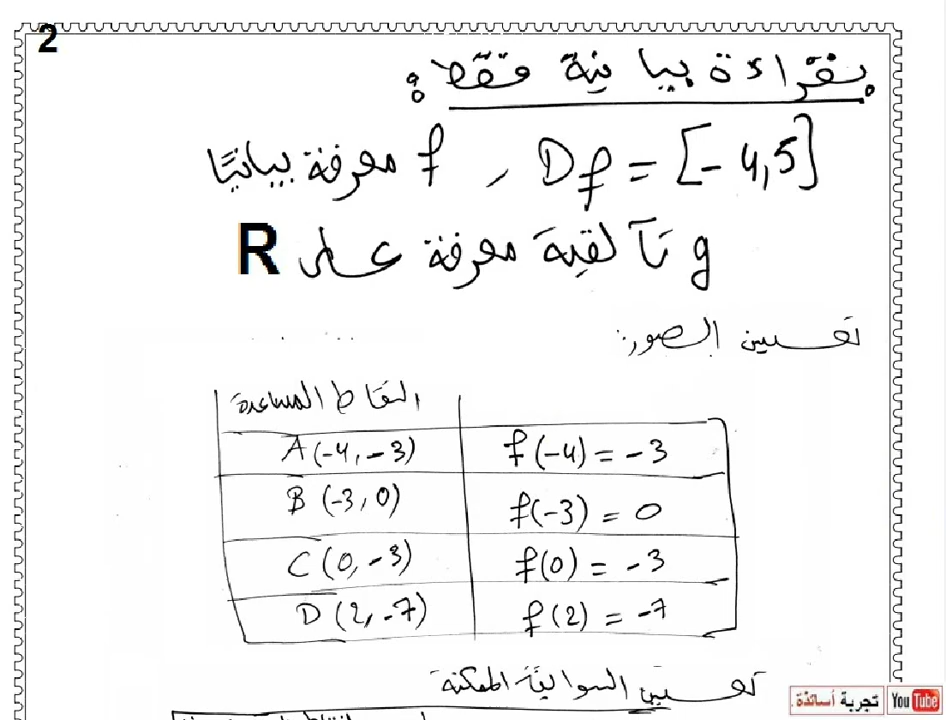 2
بقراءة بيانية فقط:
f معرفة بيانيًا , Df = [-4,5]
g تآلفية معرفة على R
تعيين الصور:
النقاط المساعدة
A(-4,-3) f(-4) = -3
B(-3,0) f(-3) = 0
C(0,-3) f(0) = -3
D(2,-7) f(2) = -7
تعيين السوابق الممكنة
تجربة أساتذة. YouTube